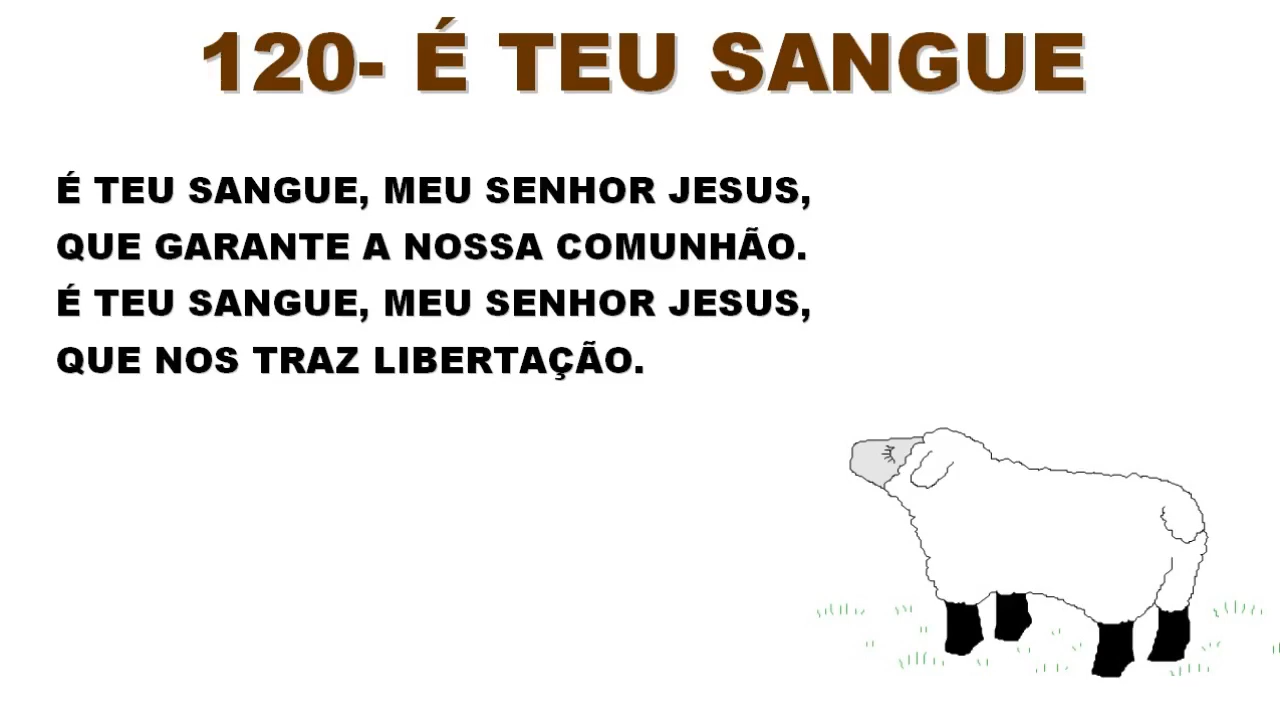 120- É TEU SANGUE
É TEU SANGUE, MEU SENHOR JESUS,
QUE GARANTE A NOSSA COMUNHÃO.
É TEU SANGUE, MEU SENHOR JESUS,
QUE NOS TRAZ LIBERTAÇÃO.